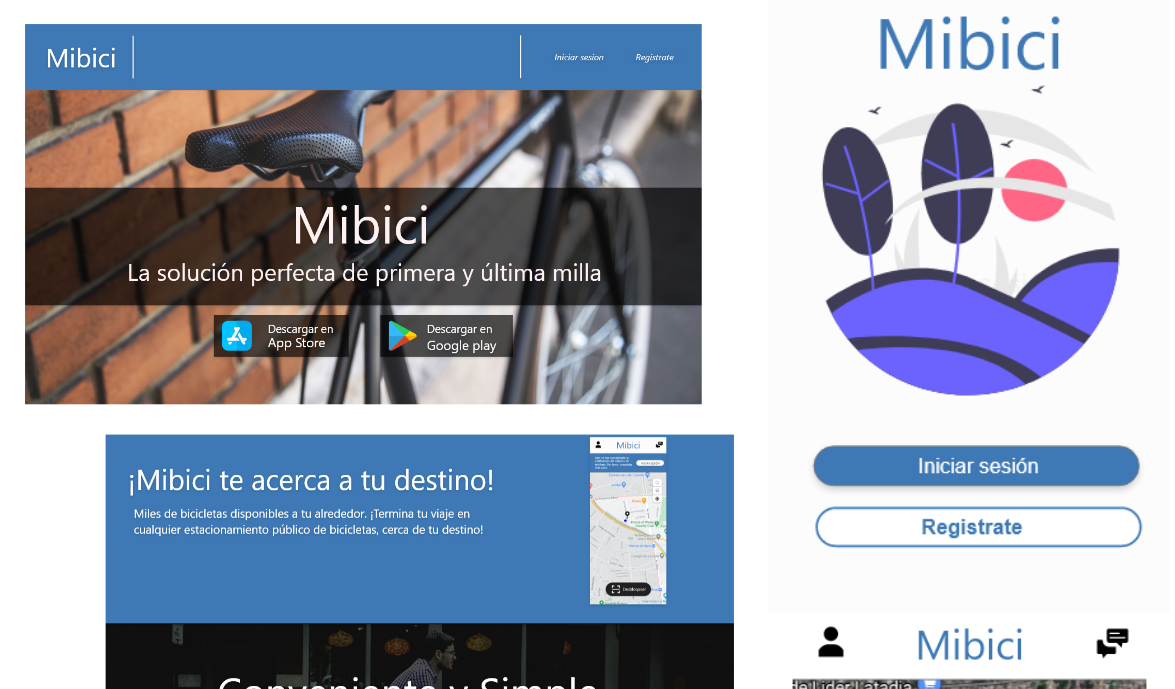 Mibici
Iniciar sesion
Registrate
Mibici
La solución perfecta de primera y última milla
Descargar en
App Store
Descargar en
Google play
¡Mibici te acerca a tu destino!
Miles de bicicletas disponibles a tu alrededor. ¡Termina tu viaje en
cualquier estacionamiento público de bicicletas, cerca de tu destino!
Mibici
Desbloquear
Conveniente y Simple
Mibici
Iniciar sesión
Registrate
Mibici